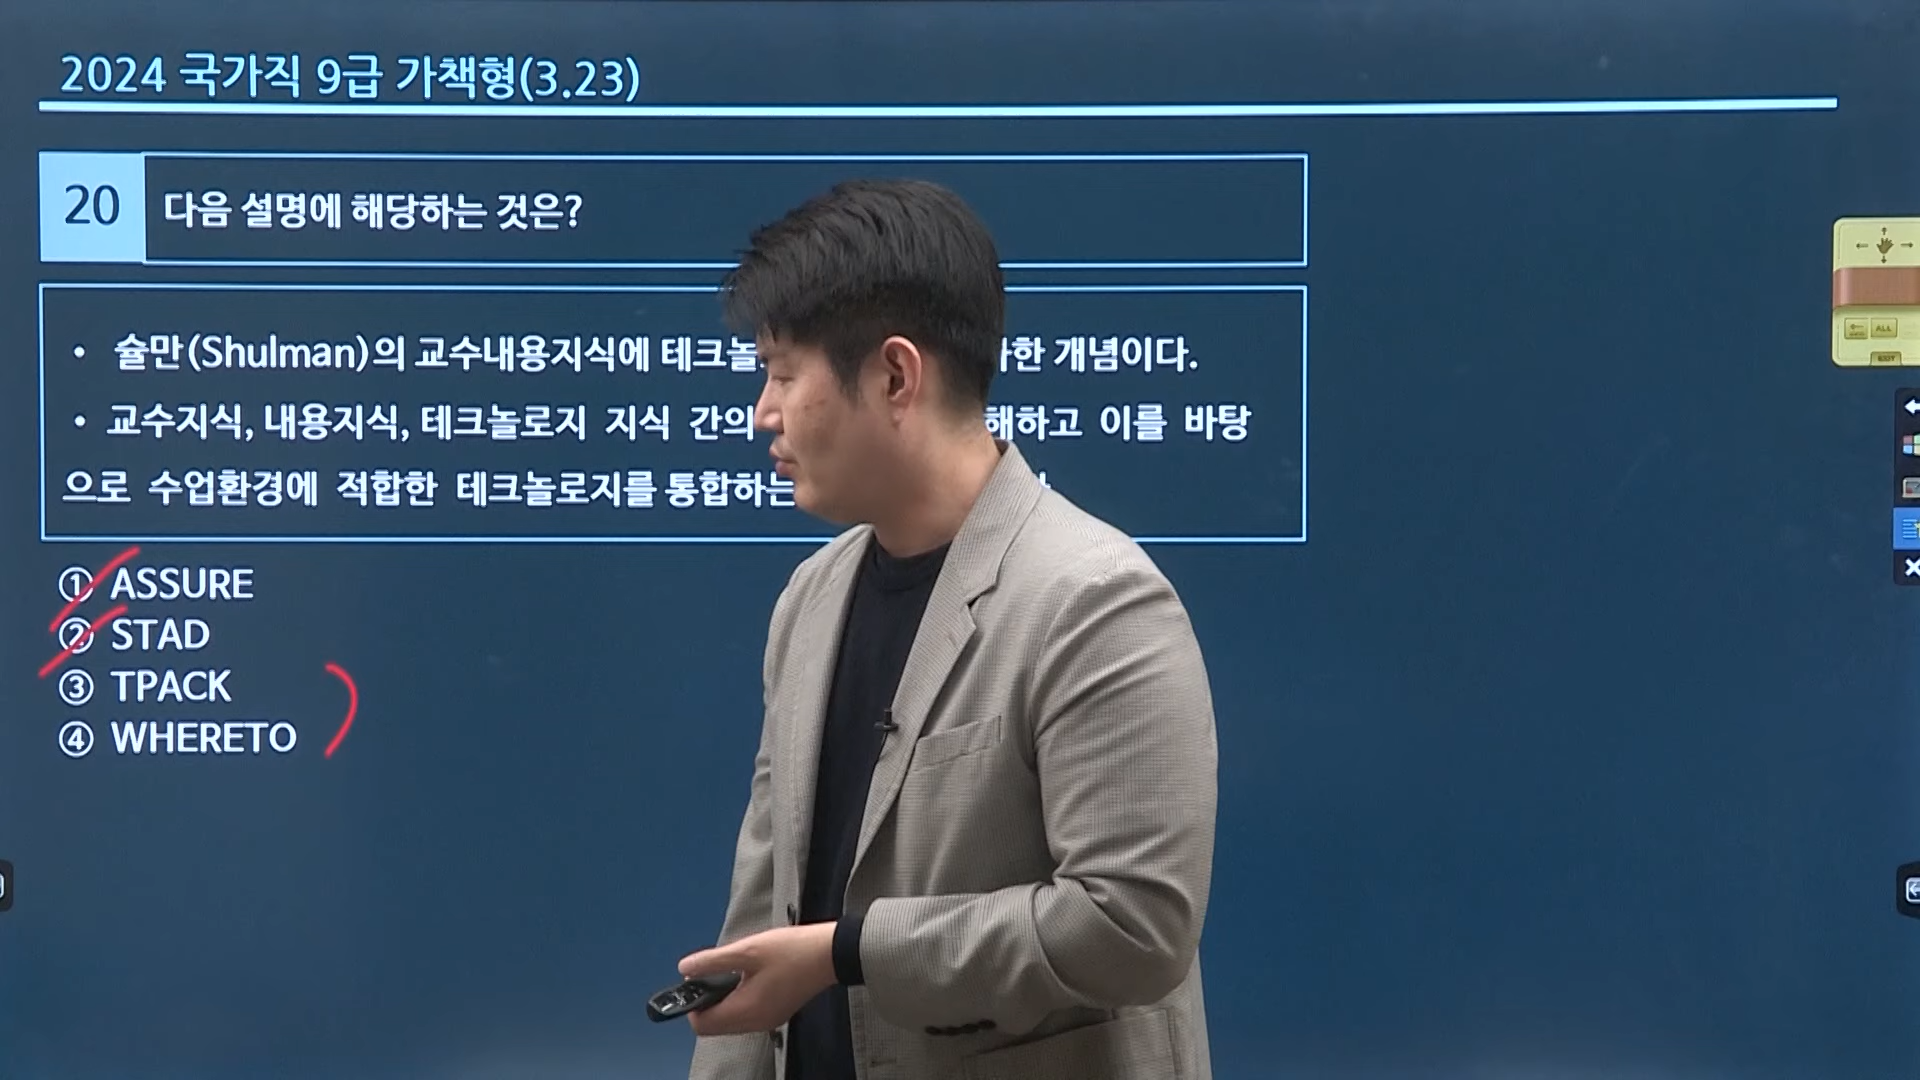 2024 국가직 9급 가책형(3.23)
20 다음 설명에 해당하는 것은?
• 슐만(Shulman)의 교수내용지식에 테크놀 한 개념이다.
• 교수지식, 내용지식, 테크놀로지 지식 간의 해하고 이를 바탕
으로 수업환경에 적합한 테크놀로지를 통합하는
① ASSURE
② STAD
③ TPACK
④ WHERETO
ALL
EXIT